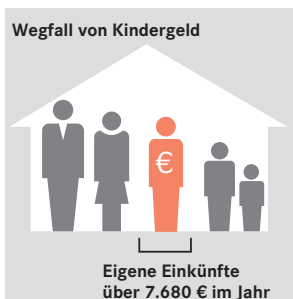 Wegfall von Kindergeld
€
Eigene Einkünfte
über 7.680 € im Jahr